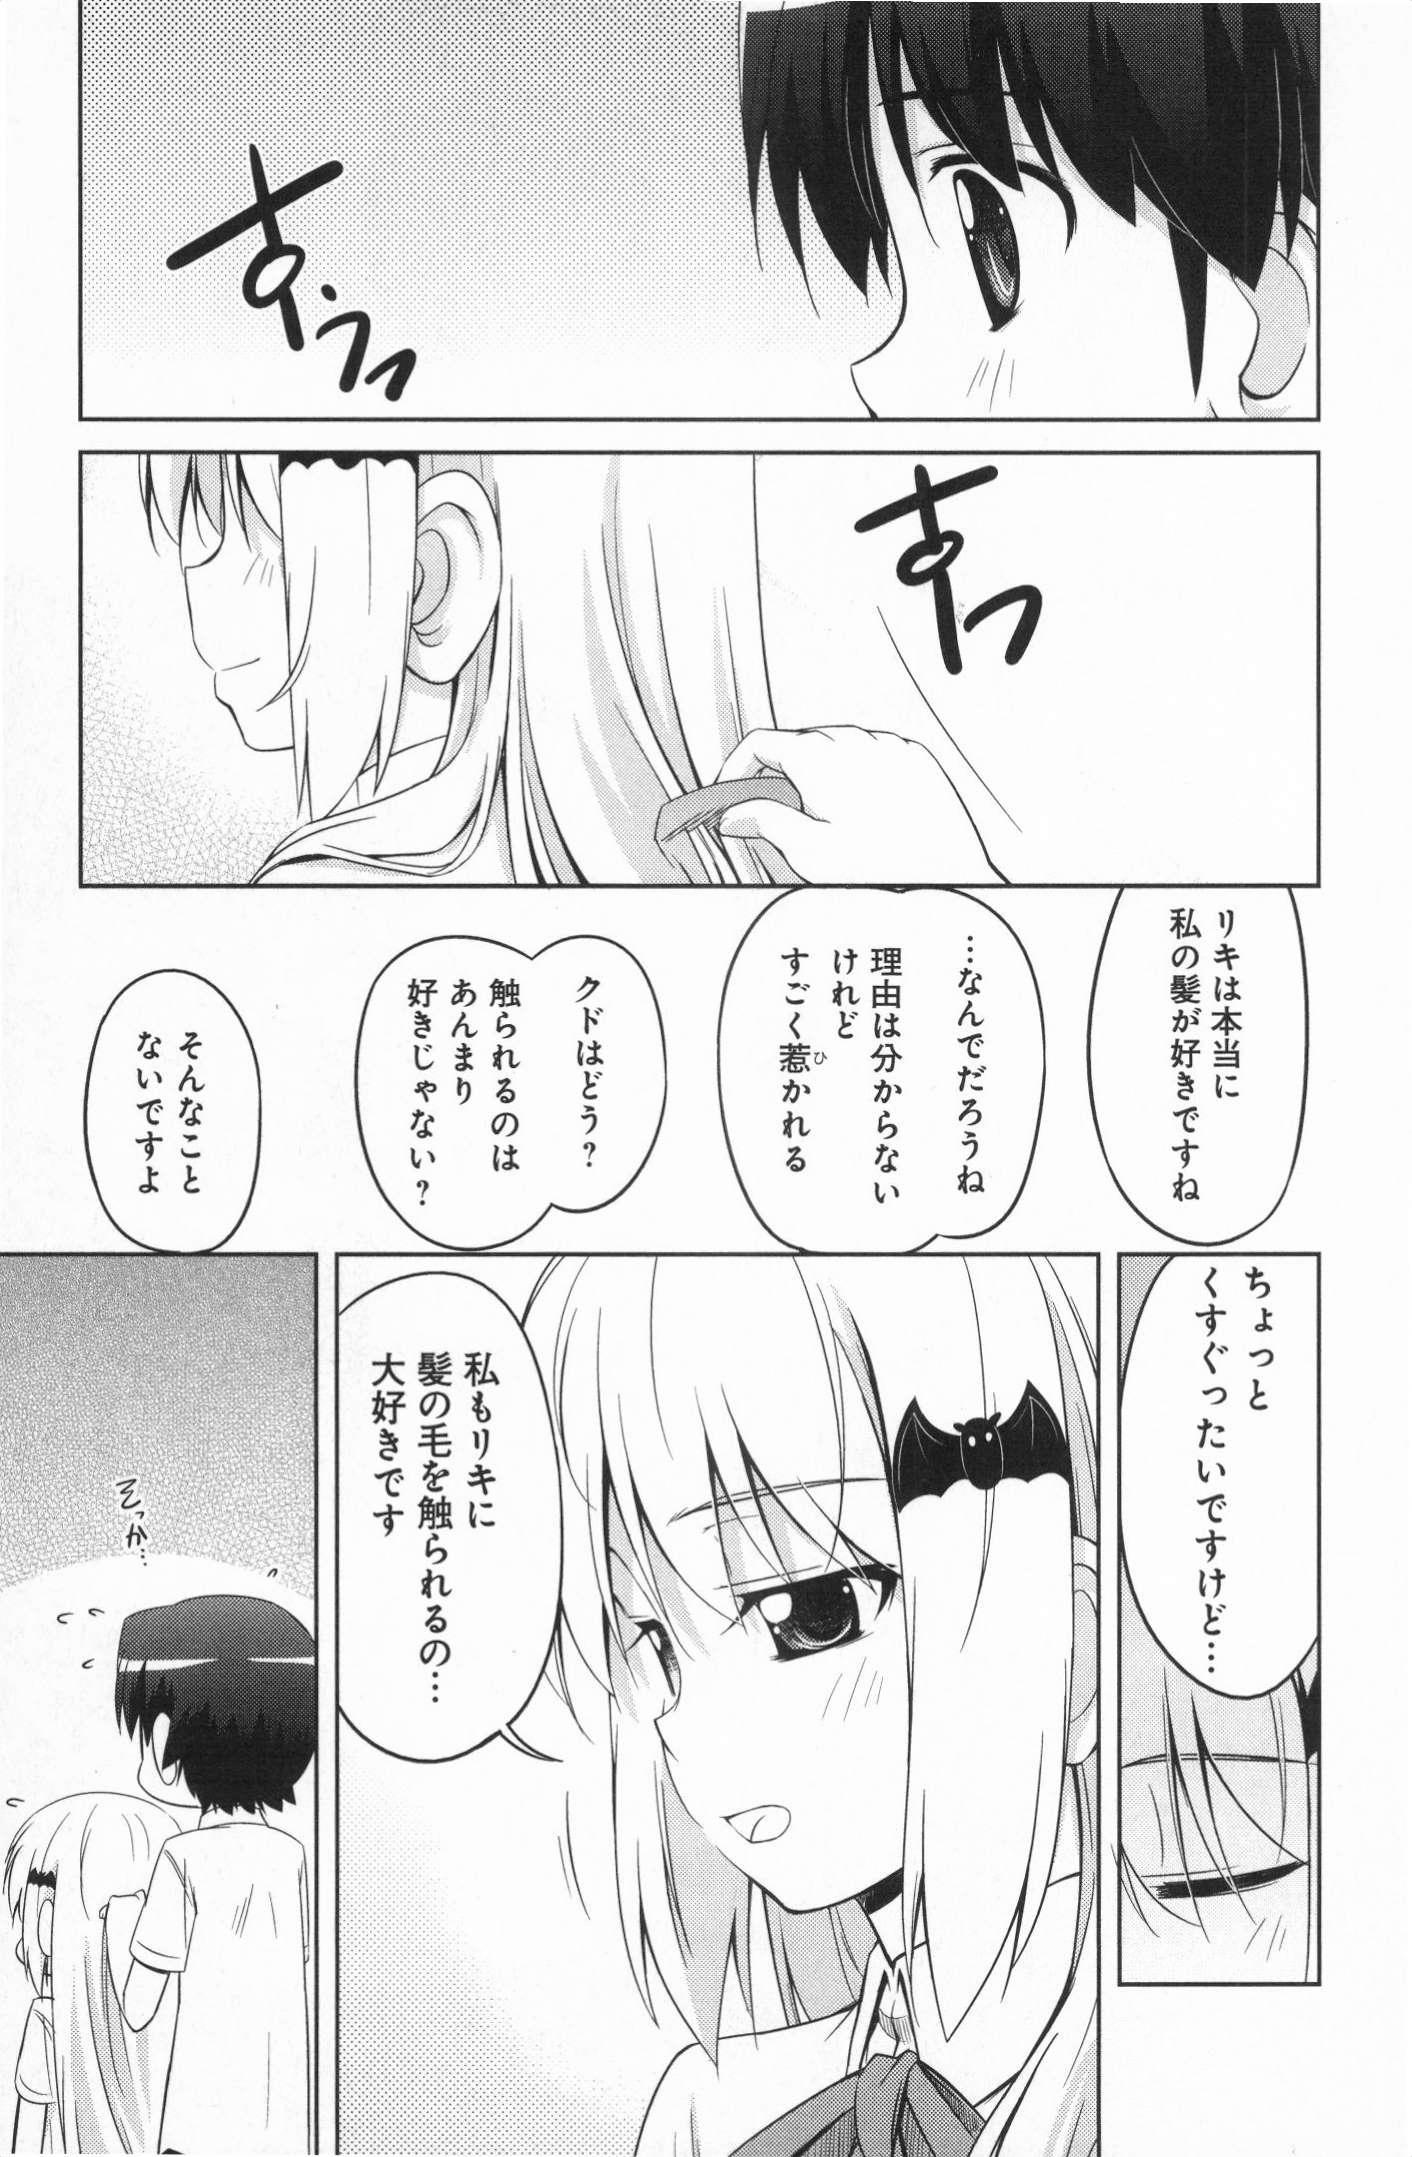 すぅっ
すっ
リキは本当に
私の髪が好きですね
…なんでだろうね
理由は分からない
けれど
すごく惹かれる
ひ
クドはどう?
触られるのは
あんまり
好きじゃない?
そんなこと
ないですよ
ちょっと
くすぐったいですけど…
私もリキに
髪の毛を触られるの…
大好きです
そっか…